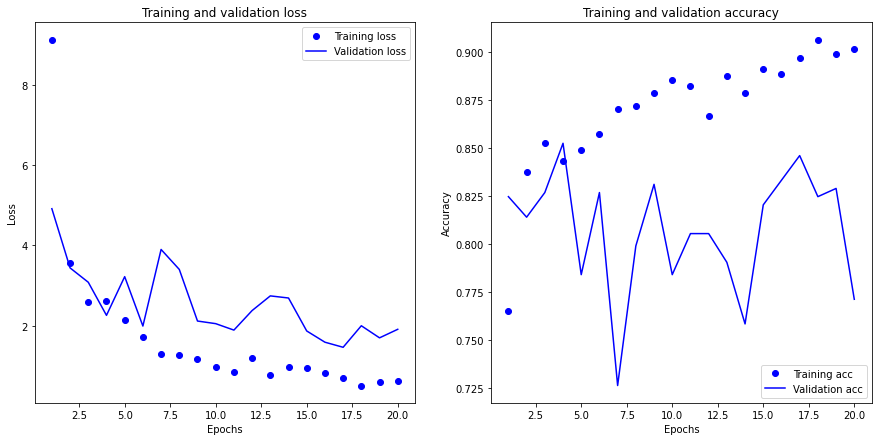 Training and validation loss
Training loss
Validation loss
8
6
4
2
Loss
2.5 5.0 7.5 10.0 12.5 15.0 17.5 20.0
Epochs
Training and validation accuracy
0.900
0.875
0.850
0.825
0.800
0.775
0.750
0.725
Accuracy
Training acc
Validation acc
2.5 5.0 7.5 10.0 12.5 15.0 17.5 20.0
Epochs